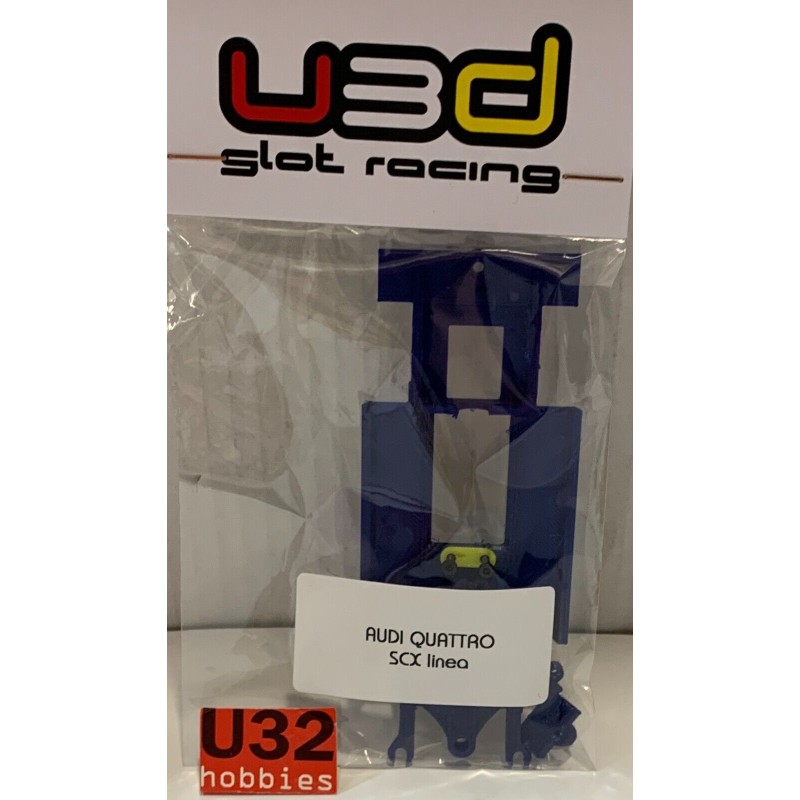 u3d
slot racing
AUDI QUATTRO
SCX linea
U32
hobbies